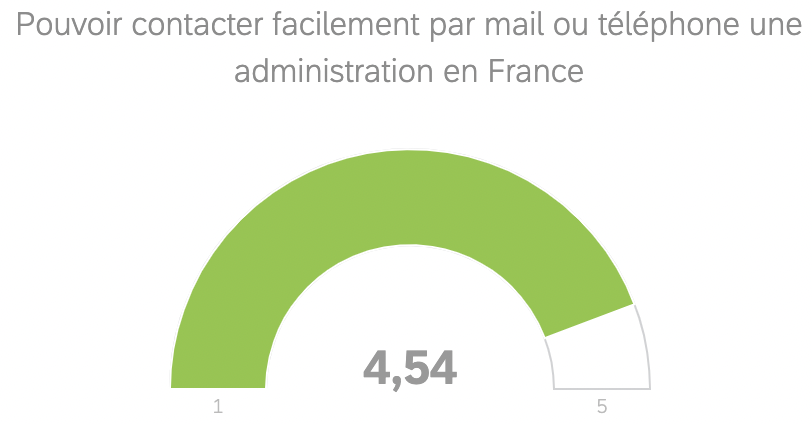 Pouvoir contacter facilement par mail ou téléphone une
administration en France
4,54
1
5